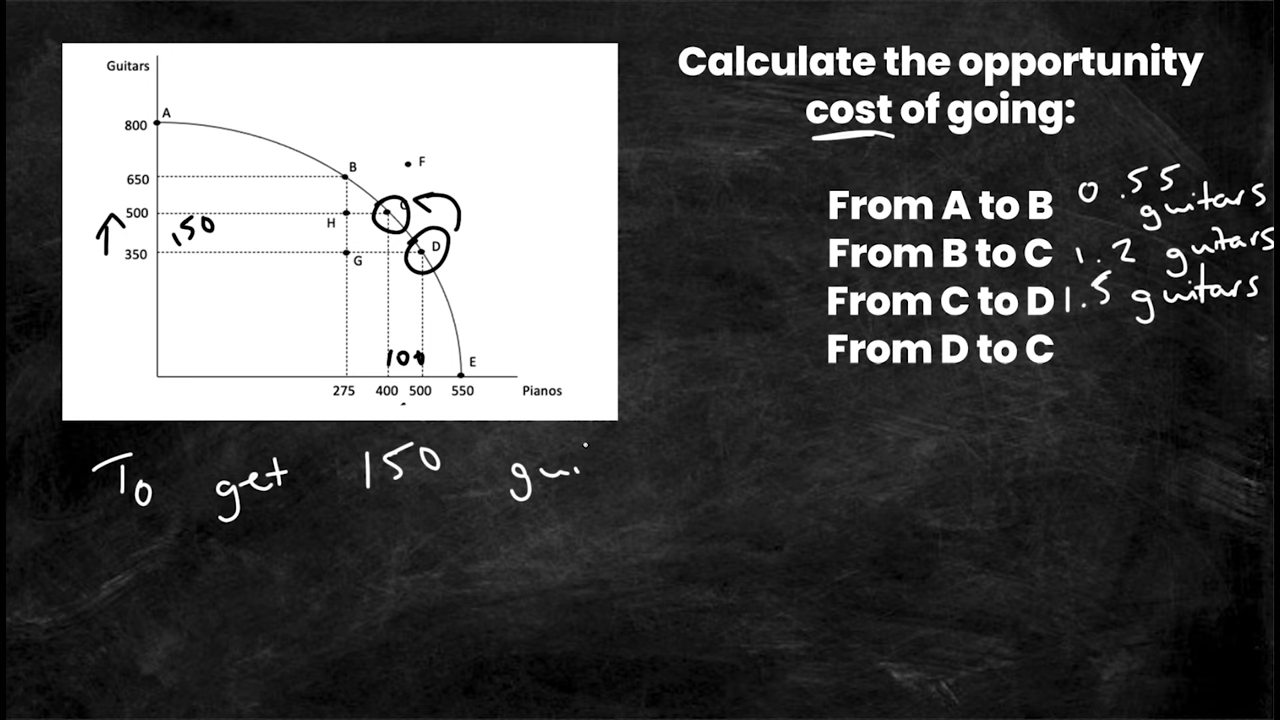 Calculate the opportunity
cost of going:
From A to B 0.55 guitars
From B to C 1.2 guitars
From C to D 1.5 guitars
From D to C
Guitars
A
800
B
F
650
500
150
H
D
350
G
100
E
275 400 500 550 Pianos
To get 150 gui